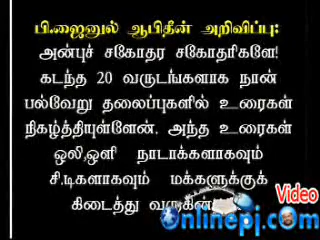 பி.ஜைனுல் ஆபிதீன் அறிவிப்பு:
அன்புச் சகோதர சகோதரிகளே!
கடந்த 20 வருடங்களாக நான்
பல்வேறு தலைப்புகளில் உரைகள்
நிகழ்த்தியுள்ளேன். அந்த உரைகள்
ஒலி,ஒளி நாடாக்களாகவும்
சி.டிகளாகவும் மக்களுக்குக்
கிடைத்து
Video
Onlinepj.com